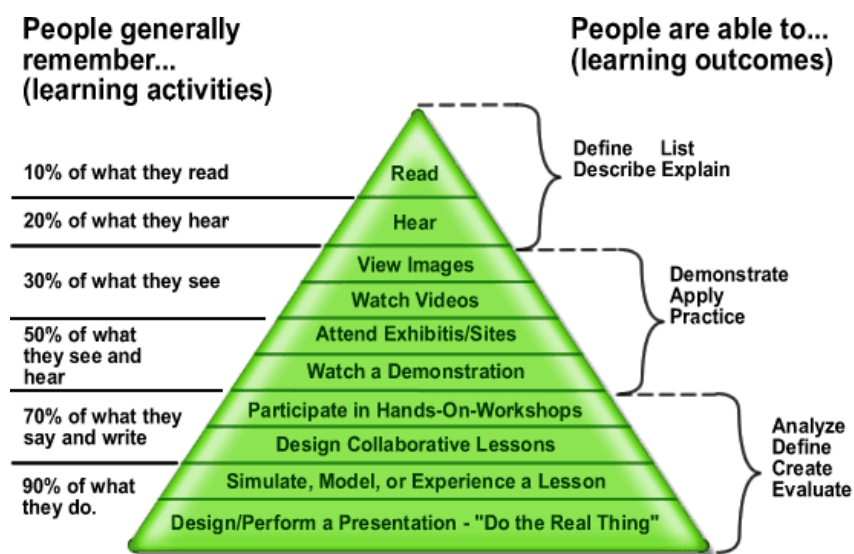 People generally
remember...
(learning activities)
People are able to...
(learning outcomes)
10% of what they read
Read
Define List
Describe Explain
20% of what they hear
Hear
30% of what they see
View Images
Watch Videos
Demonstrate
Apply
Practice
50% of what
they see and
hear
Attend Exhibitis/Sites
Watch a Demonstration
70% of what they
say and write
Participate in Hands-On-Workshops
Design Collaborative Lessons
Analyze
Define
Create
Evaluate
90% of what
they do.
Simulate, Model, or Experience a Lesson
Design/Perform a Presentation - "Do the Real Thing"